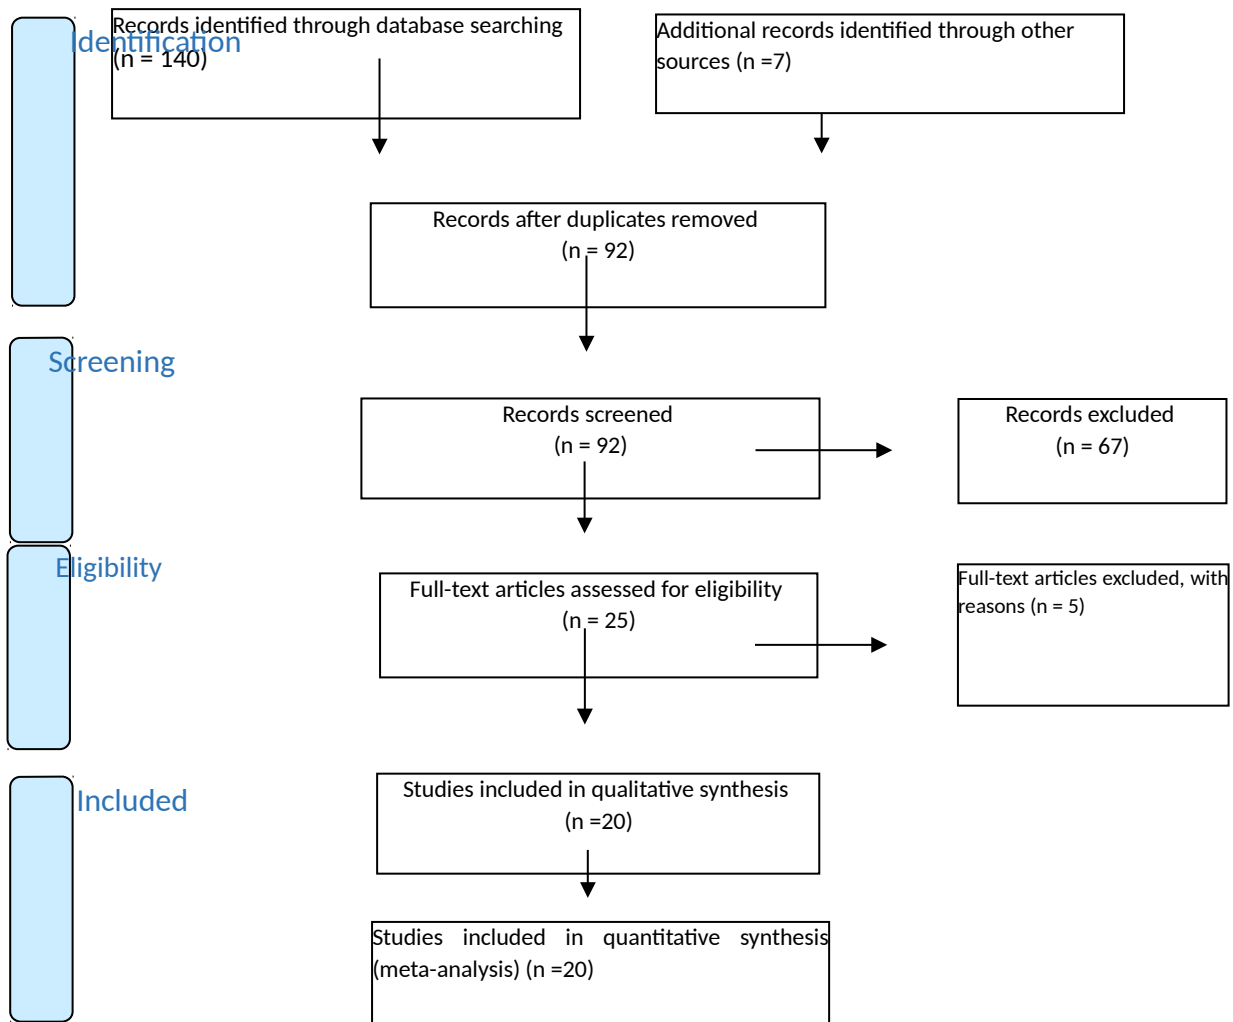 Identification
Records identified through database searching
(n = 140)
Additional records identified through other
sources (n =7)
Records after duplicates removed
(n = 92)
Screening
Records screened
(n = 92)
Records excluded
(n = 67)
Eligibility
Full-text articles assessed for eligibility
(n = 25)
Full-text articles excluded, with
reasons (n = 5)
Included
Studies included in qualitative synthesis
(n =20)
Studies included in quantitative synthesis
(meta-analysis) (n =20)